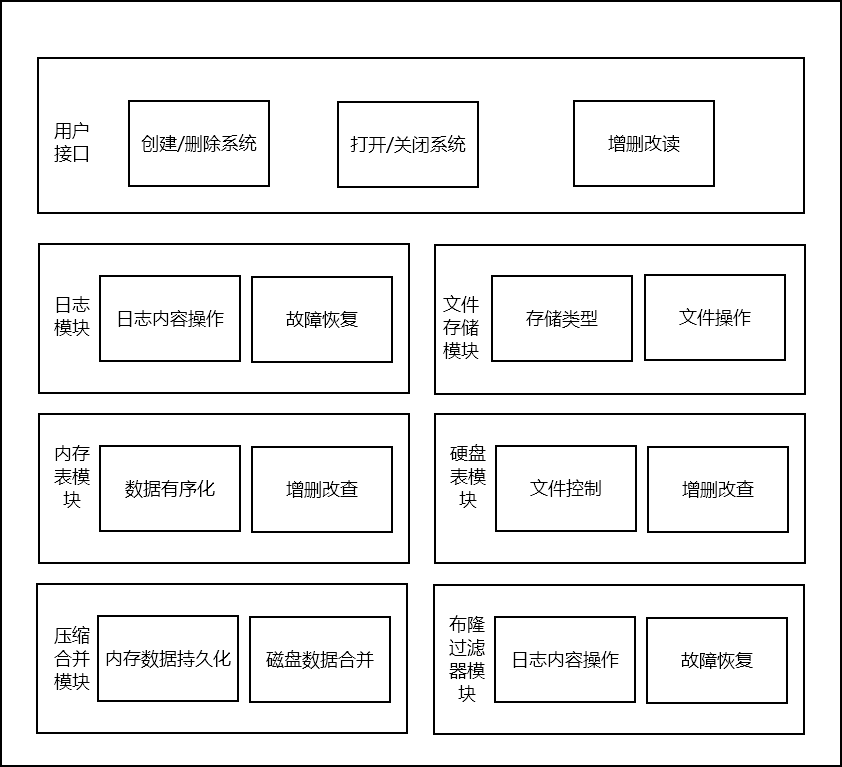 用户
接口
创建/删除系统
打开/关闭系统
增删改读
日志
模块
日志内容操作
故障恢复
文件
存储
模块
存储类型
文件操作
内存
表模
块
数据有序化
增删改查
硬盘
表模
块
文件控制
增删改查
压缩
合并
模块
内存数据持久化
磁盘数据合并
布隆
过滤
器模
块
日志内容操作
故障恢复